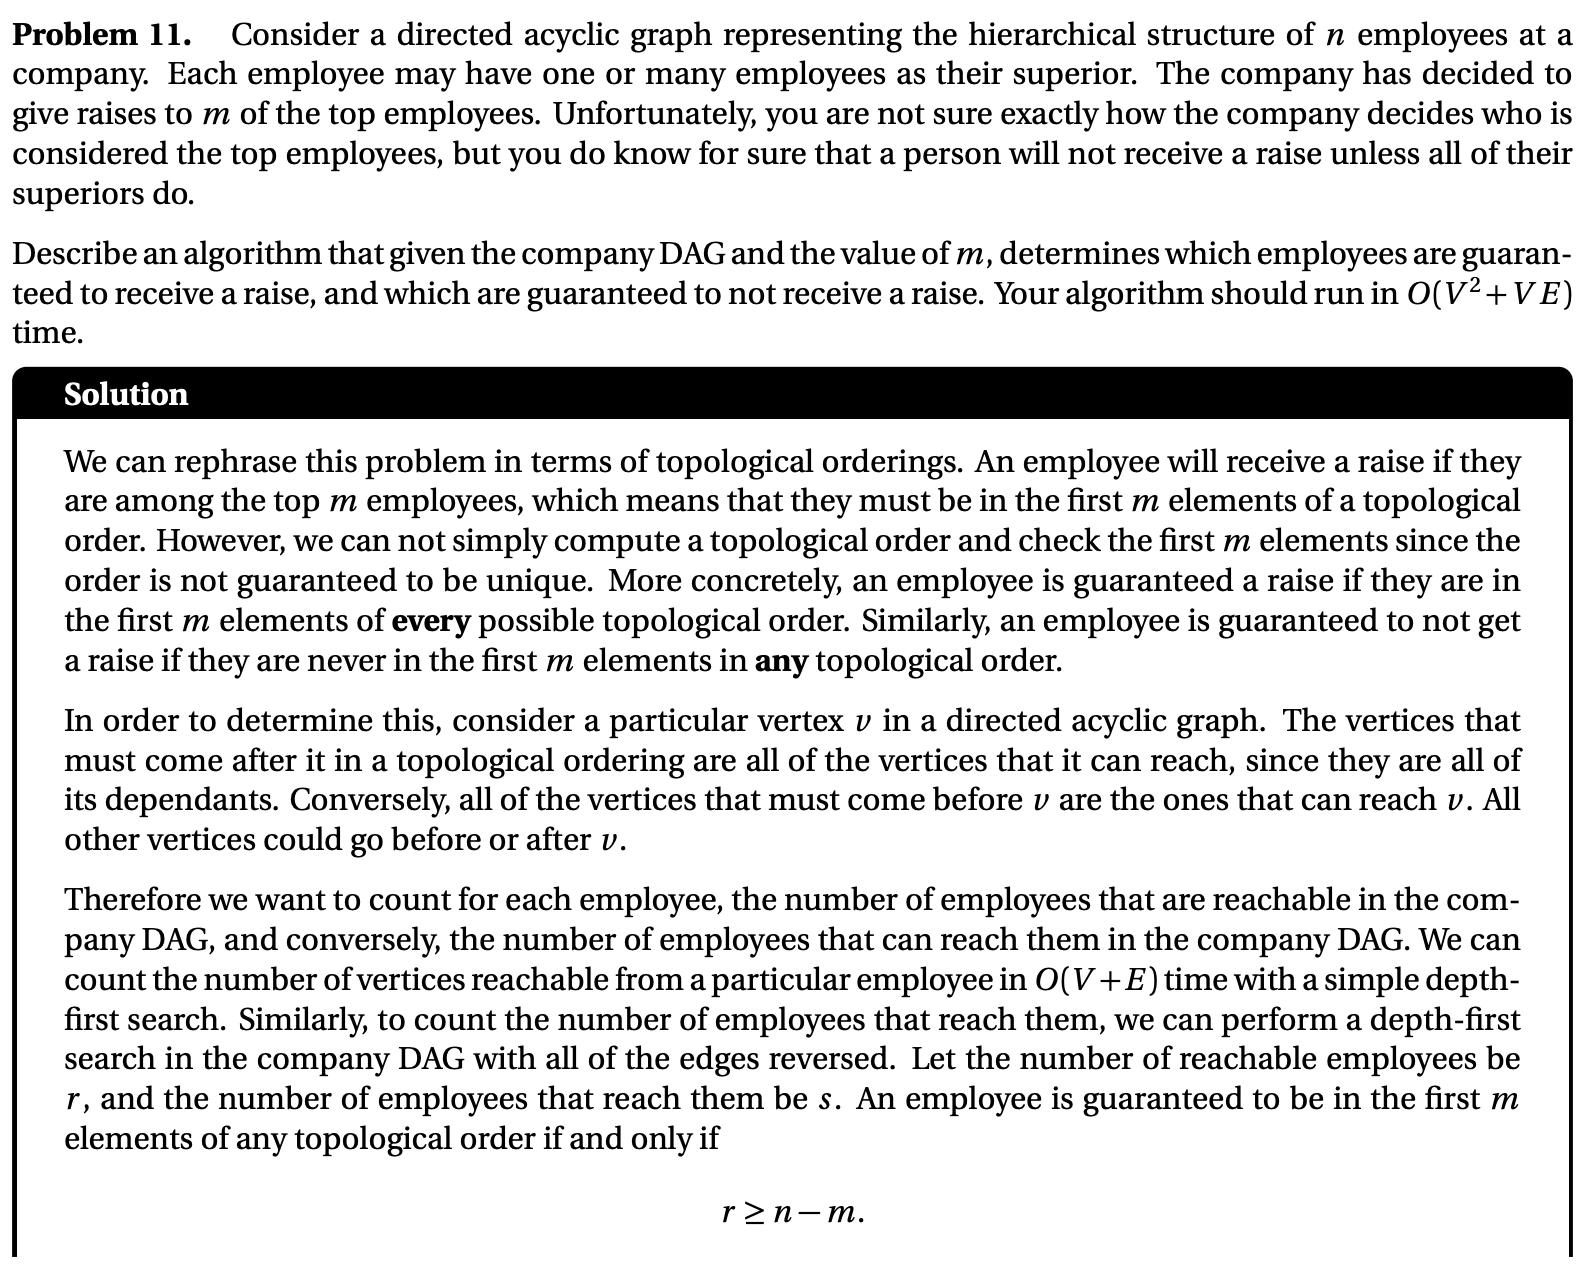 Problem 11. Consider a directed acyclic graph representing the hierarchical structure of n employees at a
company. Each employee may have one or many employees as their superior. The company has decided to
give raises to m of the top employees. Unfortunately, you are not sure exactly how the company decides who is
considered the top employees, but you do know for sure that a person will not receive a raise unless all of their
superiors do.
Describe an algorithm that given the company DAG and the value of m, determines which employees are guaran-
teed to receive a raise, and which are guaranteed to not receive a raise. Your algorithm should run in O(V² + V E)
time.
Solution
We can rephrase this problem in terms of topological orderings. An employee will receive a raise if they
are among the top m employees, which means that they must be in the first m elements of a topological
order. However, we can not simply compute a topological order and check the first m elements since the
order is not guaranteed to be unique. More concretely, an employee is guaranteed a raise if they are in
the first m elements of every possible topological order. Similarly, an employee is guaranteed to not get
a raise if they are never in the first m elements in any topological order.
In order to determine this, consider a particular vertex v in a directed acyclic graph. The vertices that
must come after it in a topological ordering are all of the vertices that it can reach, since they are all of
its dependants. Conversely, all of the vertices that must come before v are the ones that can reach v. All
other vertices could go before or after v.
Therefore we want to count for each employee, the number of employees that are reachable in the com-
pany DAG, and conversely, the number of employees that can reach them in the company DAG. We can
count the number of vertices reachable from a particular employee in O(V + E) time with a simple depth-
first search. Similarly, to count the number of employees that reach them, we can perform a depth-first
search in the company DAG with all of the edges reversed. Let the number of reachable employees be
r, and the number of employees that reach them be s. An employee is guaranteed to be in the first m
elements of any topological order if and only if
r ≥ n − m.